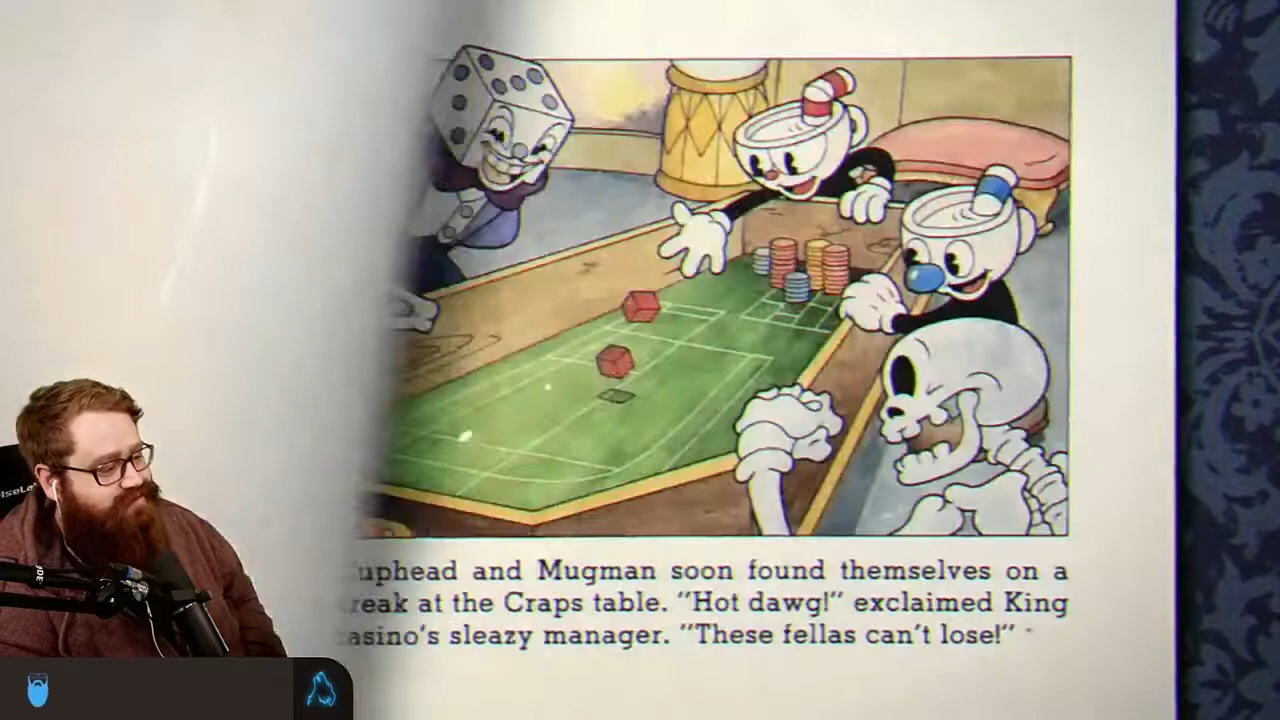 uphead and Mugman soon found themselves on a
reak at the Craps table. “Hot dawg!” exclaimed King
asino’s sleazy manager. “These fellas can’t lose!”